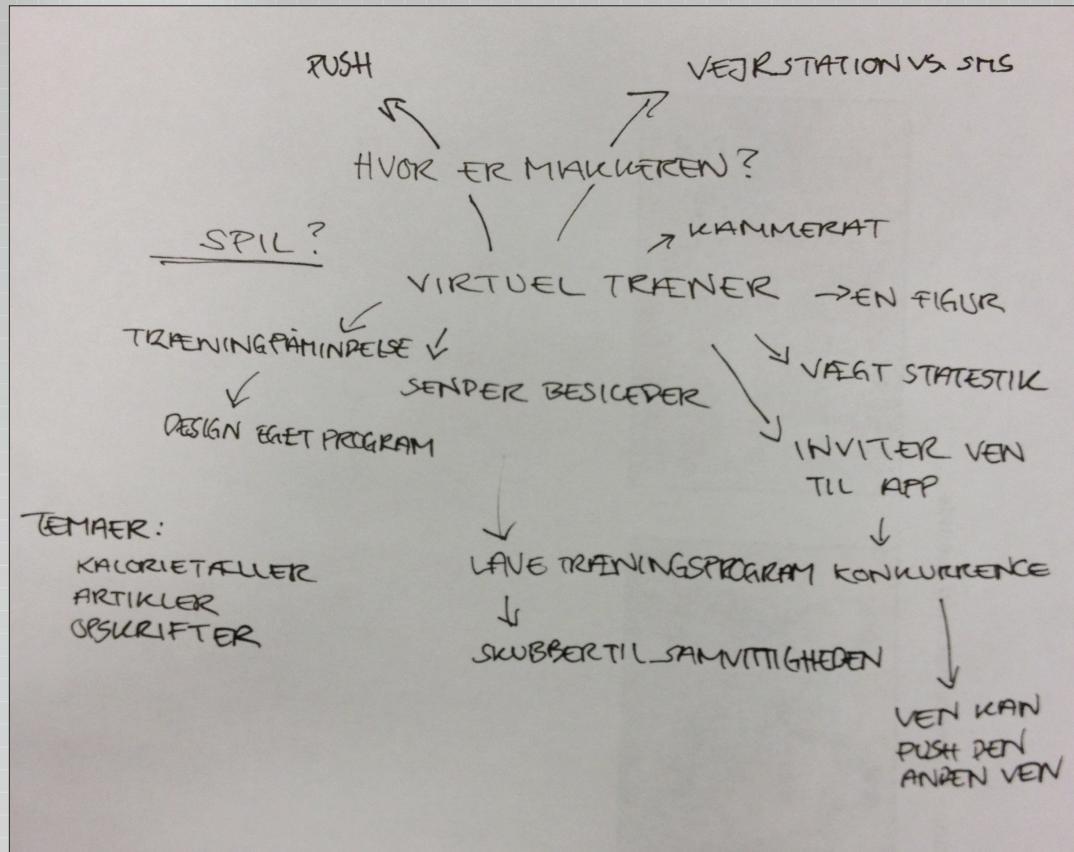 PUSH
VEJRSTATION VS. SMS
HVOR ER MAKKEREN?
SPIL?
KAMMERAT
VIRTUEL TRÆNER
EN FIGUR
TRÆNINGPÅMINDELSE
VÆGT STATESTIK
SENDER BESKEDER
DESIGN EGET PROGRAM
INVITER VEN
TIL APP
TEMAER:
KALORIETÆLLER
ARTIKLER
OPSKRIFTER
LAVE TRÆNINGSPROGRAM
KONKURRENCE
SKUBBER TIL SAMVITTIGHEDEN
VEN KAN
PUSH DEN
ANDEN VEN